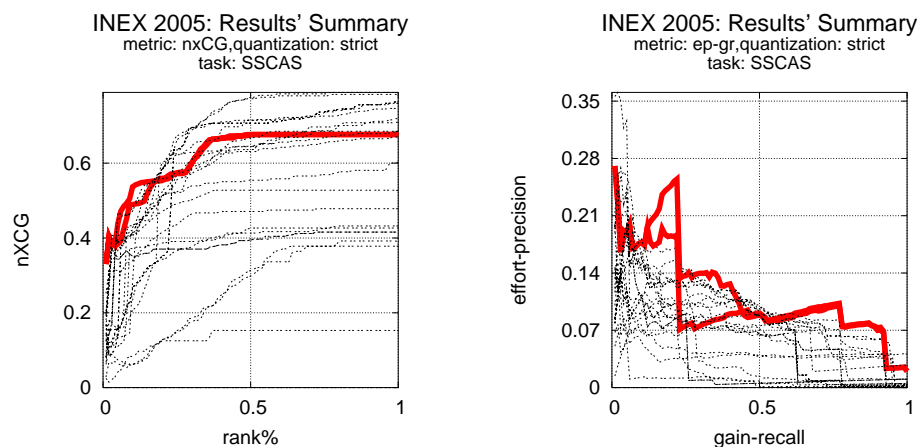 INEX 2005: Results' Summary
metric: nxCG,quantization: strict
task: SSCAS
nXCG
0.6
0.4
0.2
0
0
0.5
1
rank%
INEX 2005: Results' Summary
metric: ep-gr,quantization: strict
task: SSCAS
effort-precision
0.35
0.28
0.21
0.14
0.07
0
0
0.5
1
gain-recall